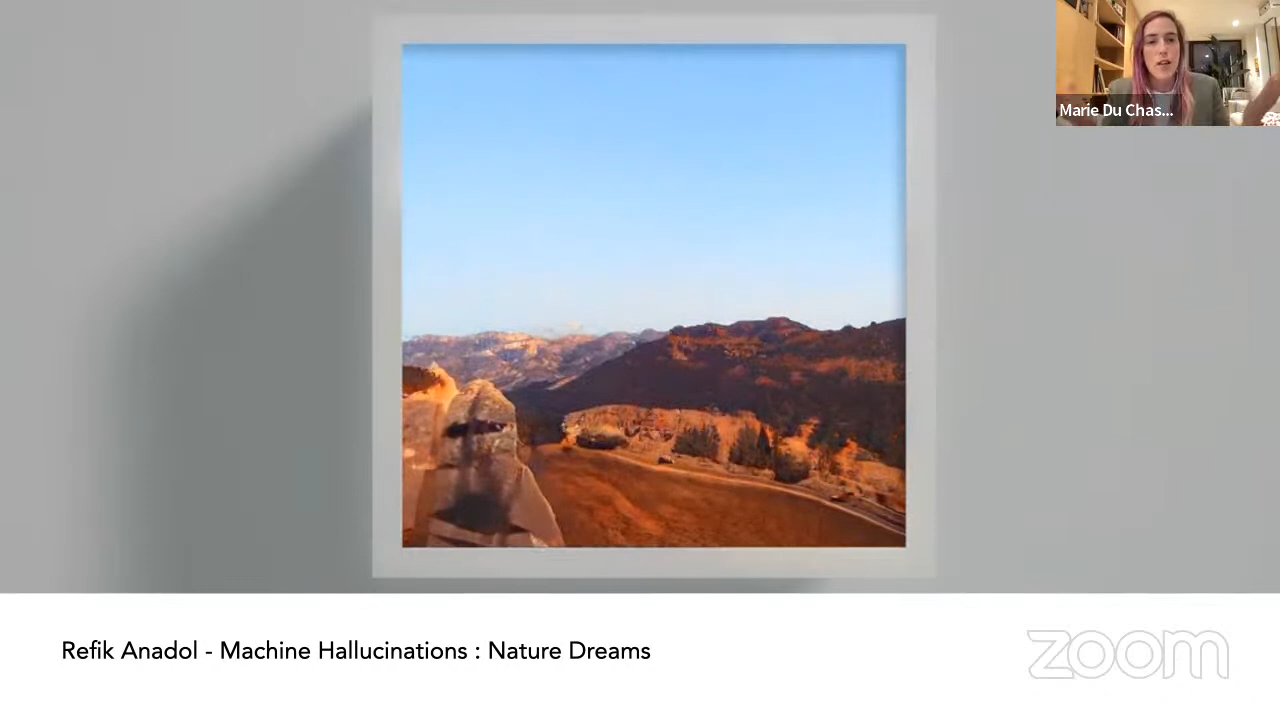 Marie Du Chas...
Refik Anadol - Machine Hallucinations : Nature Dreams
zoom